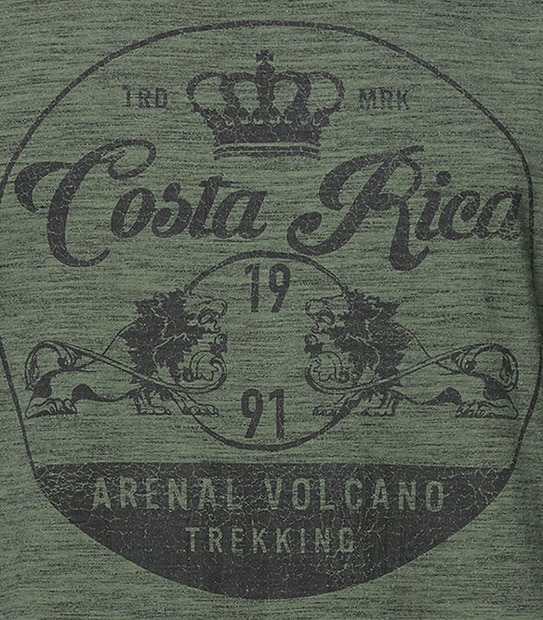 TRD MRK
Costa Rica
19
91
ARENAL VOLCANO
TREKKING